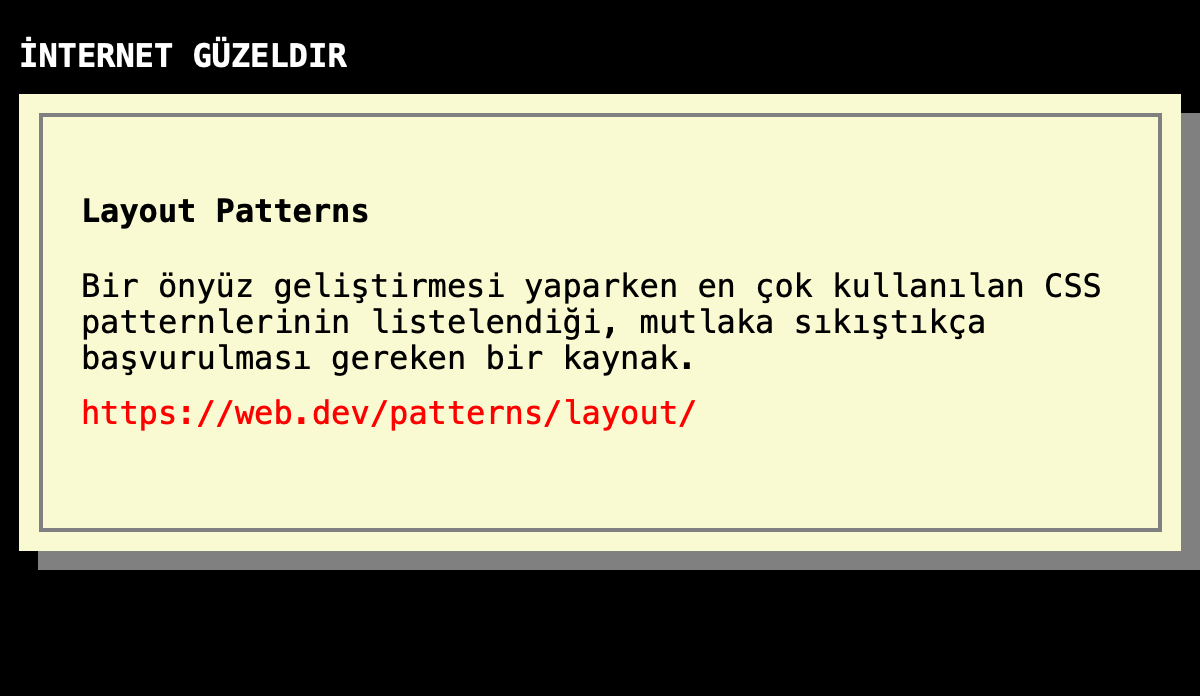 İNTERNET GÜZELDIR
Layout Patterns
Bir önyüz geliştirmesi yaparken en çok kullanılan CSS
patternlerinin listelendiği, mutlaka sıkıştıkça
başvurulması gereken bir kaynak.
https://web.dev/patterns/layout/